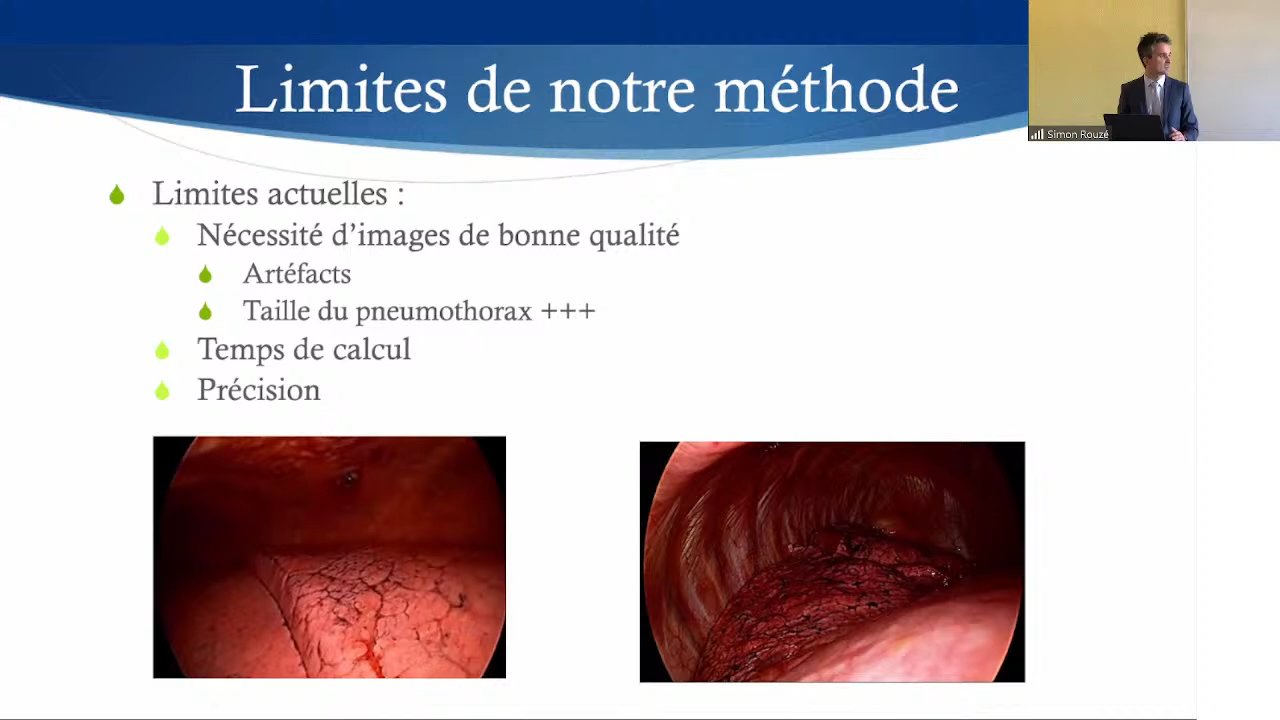 Limites de notre méthode
Simon Rouzé
Limites actuelles :
Nécessité d'images de bonne qualité
Artéfacts
Taille du pneumothorax +++
Temps de calcul
Précision